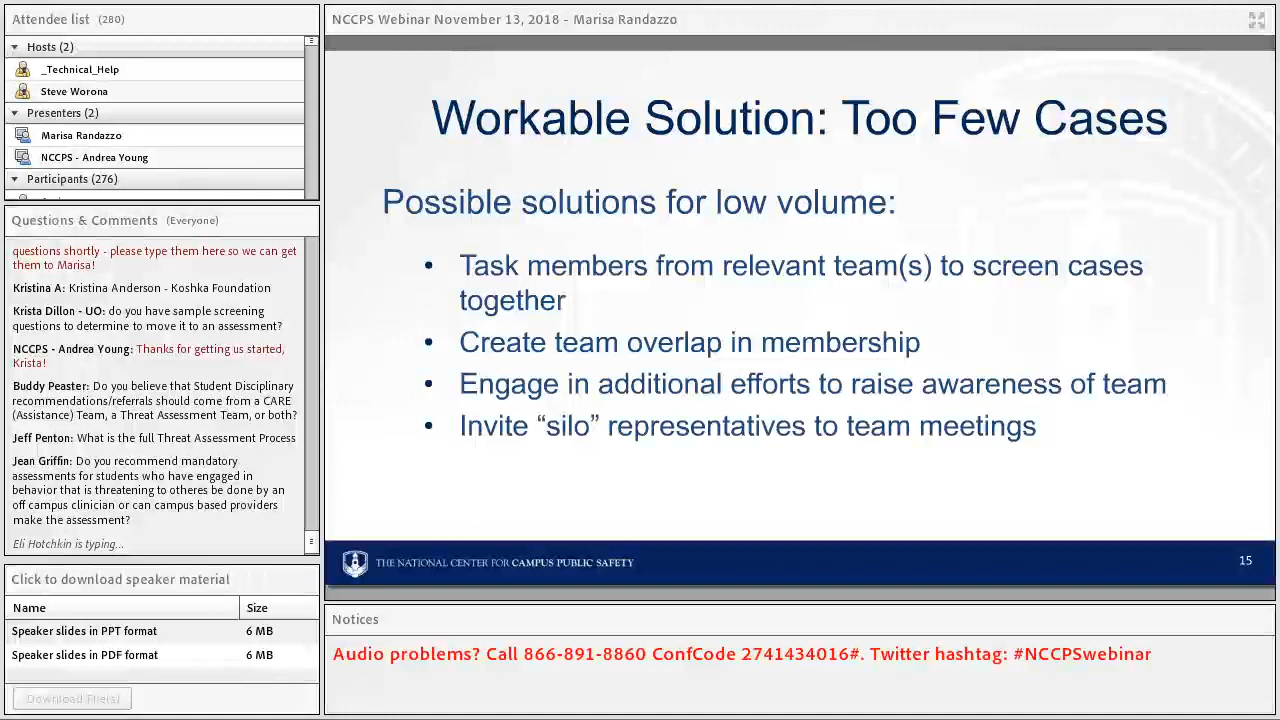 Attendee list (280)
Hosts (2)
_Technical_Help
Steve Worona
Presenters (2)
Marisa Randazzo
NCCPS - Andrea Young
Participants (276)
Questions & Comments (Everyone)
questions shortly - please type them here so we can get
them to Marisa!
Kristina A: Kristina Anderson - Koshka Foundation
Krista Dillon - UO: do you have sample screening
questions to determine to move it to an assessment?
NCCPS - Andrea Young: Thanks for getting us started,
Krista!
Buddy Peaster: Do you believe that Student Disciplinary
recommendations/referrals should come from a CARE
(Assistance) Team, a Threat Assessment Team, or both?
Jeff Penton: What is the full Threat Assessment Process
Jean Griffin: Do you recommend mandatory
assessments for students who have engaged in
behavior that is threatening to otheres be done by an
off campus clinician or can campus based providers
make the assessment?
Eli Hotchkin is typing...
Click to download speaker material
Name Size
Speaker slides in PPT format 6 MB
Speaker slides in PDF format 6 MB
Download File(s)
NCCPS Webinar November 13, 2018 - Marisa Randazzo
Workable Solution: Too Few Cases
Possible solutions for low volume:
• Task members from relevant team(s) to screen cases
together
• Create team overlap in membership
• Engage in additional efforts to raise awareness of team
• Invite “silo” representatives to team meetings
THE NATIONAL CENTER FOR CAMPUS PUBLIC SAFETY
15
Notices
Audio problems? Call 866-891-8860 ConfCode 2741434016#. Twitter hashtag: #NCCPSwebinar